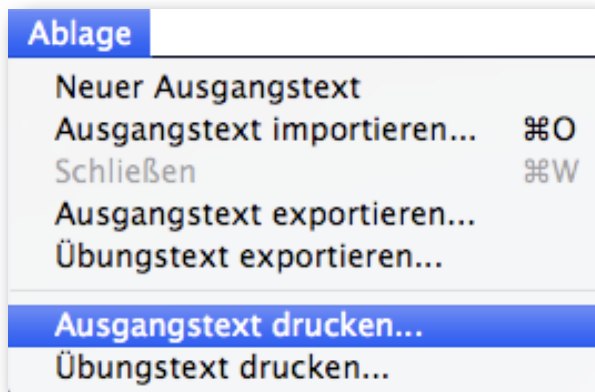 Ablage
Neuer Ausgangstext
Ausgangstext importieren... ⌘O
Schließen ⌘W
Ausgangstext exportieren...
Übungstext exportieren...
Ausgangstext drucken...
Übungstext drucken...